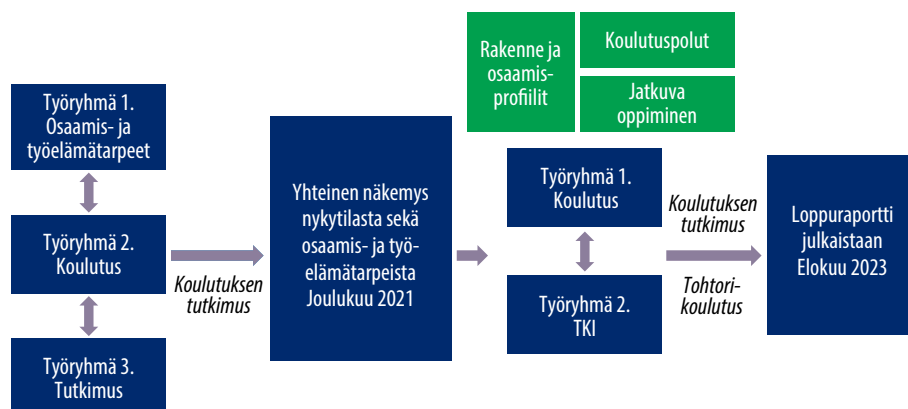 Työryhmä 1.
Osaamis- ja
työelämätarpeet
Työryhmä 2.
Koulutus
Työryhmä 3.
Tutkimus
Koulutuksen
tutkimus
Yhteinen näkemys
nykytilasta sekä
osaamis- ja työ-
elämätarpeista
Joulukuu 2021
Rakenne ja
osaamis-
profiilit
Koulutuspolut
Jatkuva
oppiminen
Työryhmä 1.
Koulutus
Työryhmä 2.
TKI
Koulutuksen
tutkimus
Tohtori-
koulutus
Loppuraportti
julkaistaan
Elokuu 2023